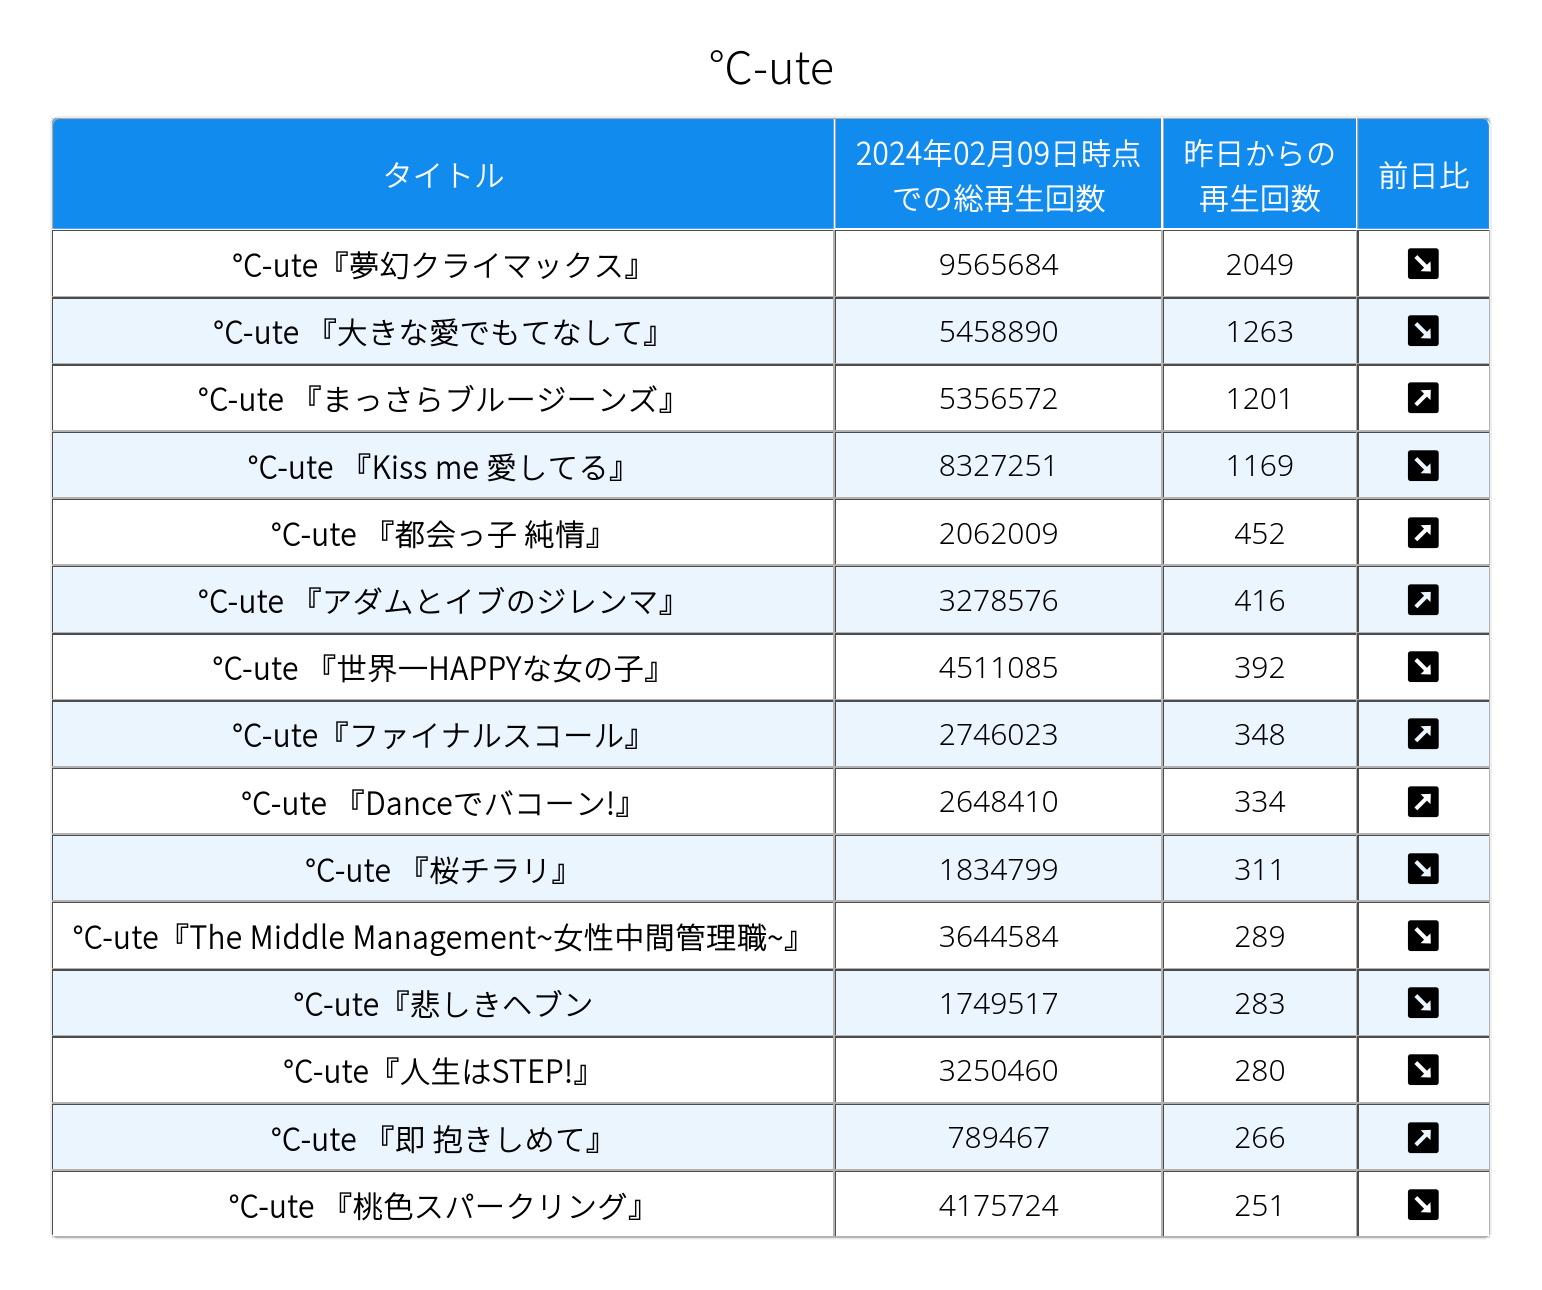 ℃-ute
タイトル 2024年02月09日時点での総再生回数 昨日からの再生回数 前日比
℃-ute『夢幻クライマックス』 9565684 2049 ↘
℃-ute 『大きな愛でもてなして』 5458890 1263 ↘
℃-ute 『まっさらブルージーンズ』 5356572 1201 ↗
℃-ute 『Kiss me 愛してる』 8327251 1169 ↘
℃-ute 『都会っ子 純情』 2062009 452 ↗
℃-ute 『アダムとイブのジレンマ』 3278576 416 ↗
℃-ute 『世界一HAPPYな女の子』 4511085 392 ↘
℃-ute『ファイナルスコール』 2746023 348 ↗
℃-ute 『Danceでバコーン!』 2648410 334 ↗
℃-ute 『桜チラリ』 1834799 311 ↘
℃-ute『The Middle Management~女性中間管理職~』 3644584 289 ↘
℃-ute『悲しきヘブン 1749517 283 ↘
℃-ute『人生はSTEP!』 3250460 280 ↘
℃-ute 『即 抱きしめて』 789467 266 ↗
℃-ute 『桃色スパークリング』 4175724 251 ↘